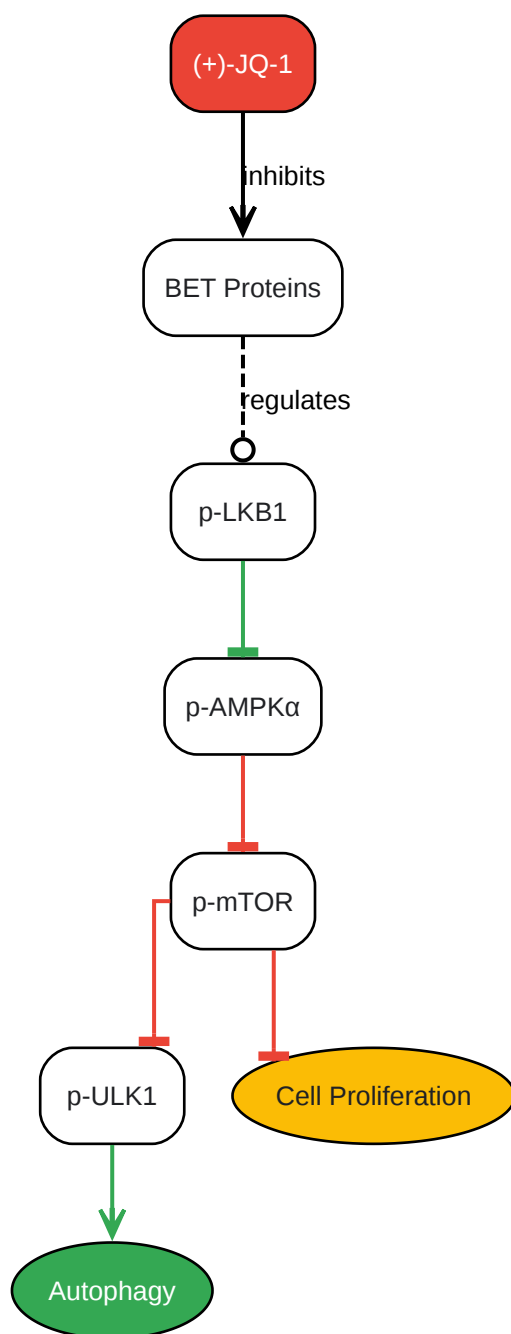 (+)-JQ-1
inhibits
BET Proteins
regulates
p-LKB1
p-AMPKα
p-mTOR
p-ULK1
Cell Proliferation
Autophagy